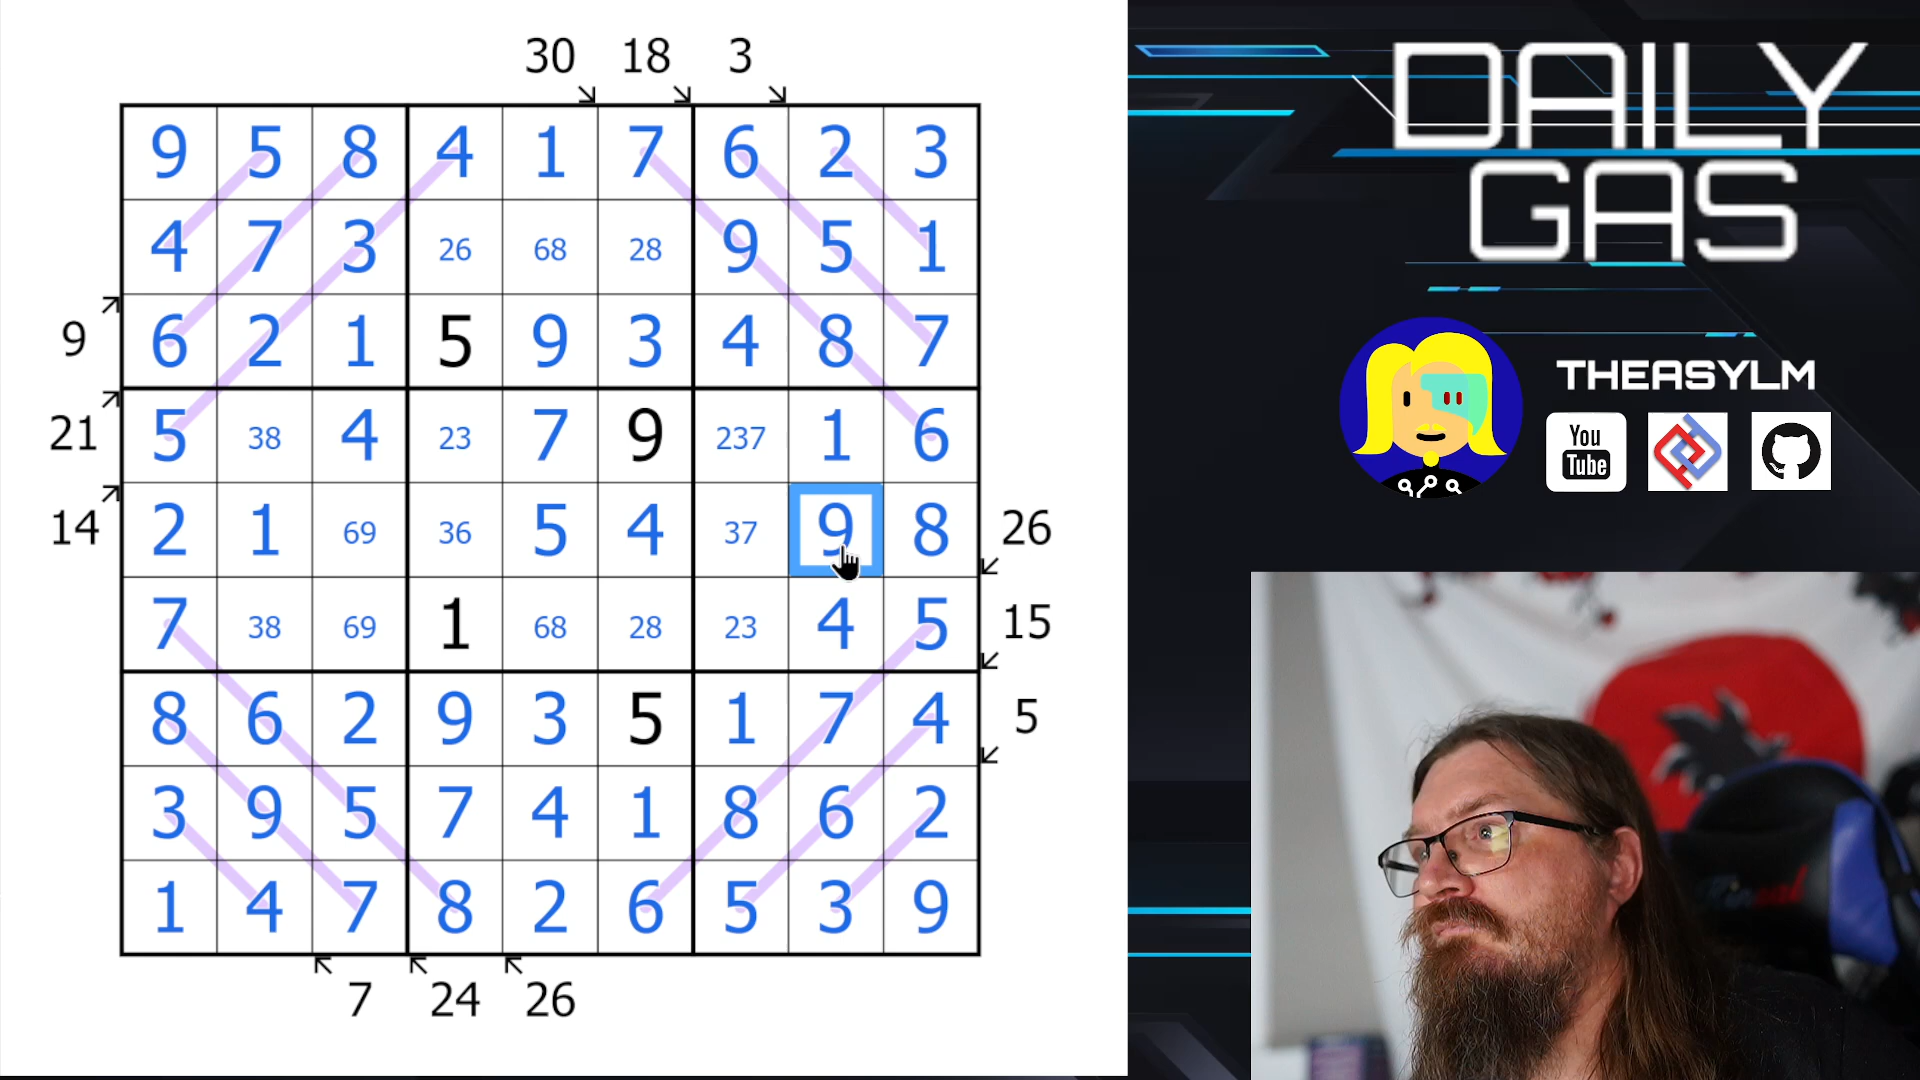 30 18 3
9 5 8 4 1 7 6 2 3
4 7 3 26 68 28 9 5 1
9 6 2 1 5 9 3 4 8 7
21 5 38 4 23 7 9 237 1 6
14 2 1 69 36 5 4 37 9 8 26
7 38 69 1 68 28 23 4 5 15
8 6 2 9 3 5 1 7 4 5
3 9 5 7 4 1 8 6 2
1 4 7 8 2 6 5 3 9
7 24 26
DAILY
GAS
THEASYLM
You
Tube